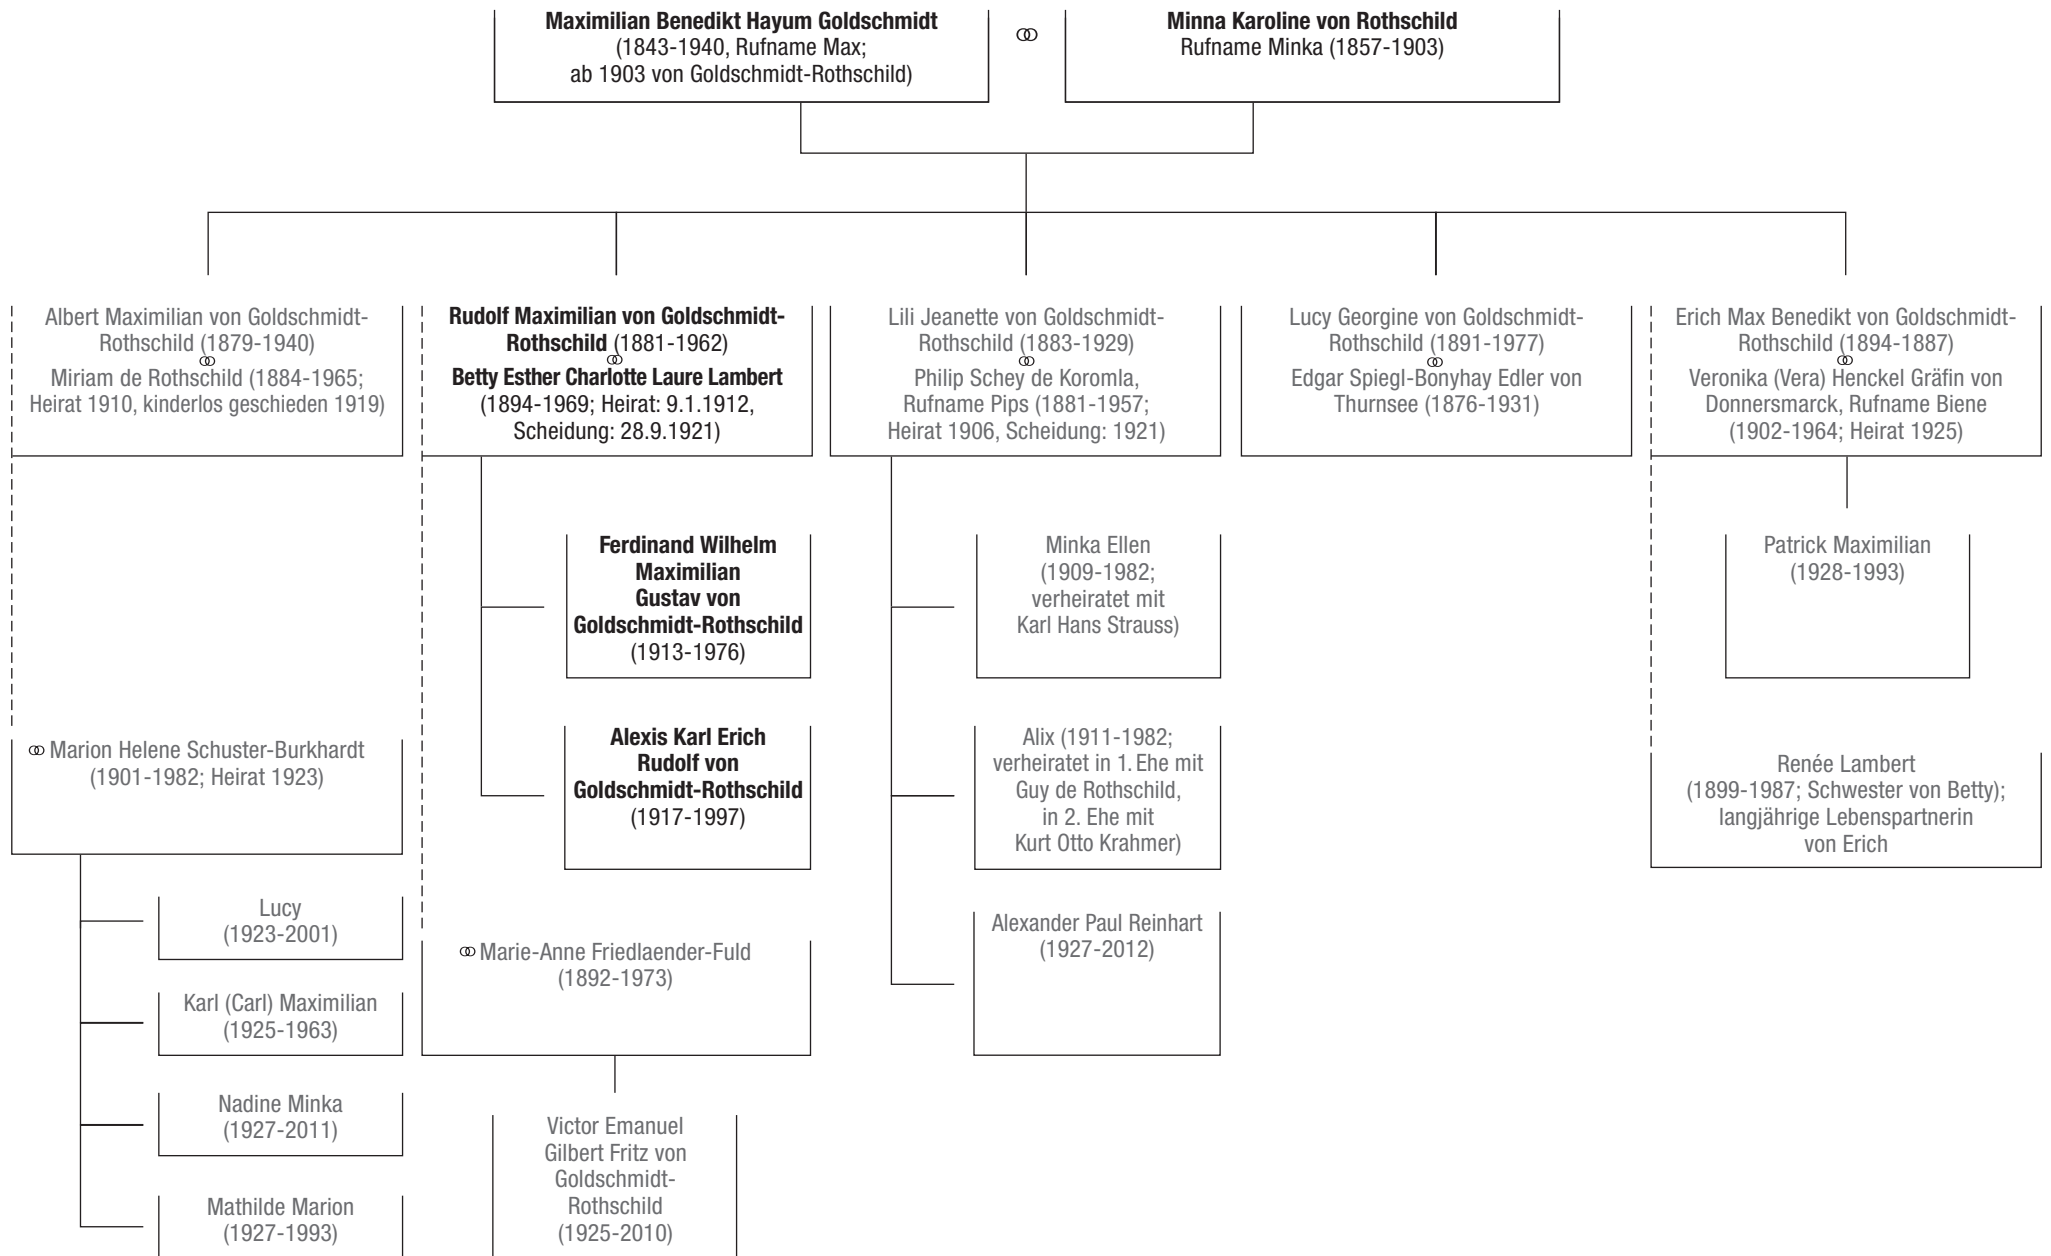 Maximilian Benedikt Hayum Goldschmidt
(1843-1940, Rufname Max;
ab 1903 von Goldschmidt-Rothschild)
Minna Karoline von Rothschild
Rufname Minka (1857-1903)
Albert Maximilian von Goldschmidt-
Rothschild (1879-1940)
Miriam de Rothschild (1884-1965;
Heirat 1910, kinderlos geschieden 1919)
Rudolf Maximilian von Goldschmidt-
Rothschild (1881-1962)
Betty Esther Charlotte Laure Lambert
(1894-1969; Heirat: 9.1.1912,
Scheidung: 28.9.1921)
Lili Jeanette von Goldschmidt-
Rothschild (1883-1929)
Philip Schey de Koromla,
Rufname Pips (1881-1957;
Heirat 1906, Scheidung: 1921)
Lucy Georgine von Goldschmidt-
Rothschild (1891-1977)
Edgar Spiegl-Bonyhay Edler von
Thurnsee (1876-1931)
Erich Max Benedikt von Goldschmidt-
Rothschild (1894-1887)
Veronika (Vera) Henckel Gräfin von
Donnersmarck, Rufname Biene
(1902-1964; Heirat 1925)
Ferdinand Wilhelm
Maximilian
Gustav von
Goldschmidt-Rothschild
(1913-1976)
Minka Ellen
(1909-1982;
verheiratet mit
Karl Hans Strauss)
Patrick Maximilian
(1928-1993)
Marion Helene Schuster-Burkhardt
(1901-1982; Heirat 1923)
Alexis Karl Erich
Rudolf von
Goldschmidt-Rothschild
(1917-1997)
Alix (1911-1982;
verheiratet in 1. Ehe mit
Guy de Rothschild,
in 2. Ehe mit
Kurt Otto Krahmer)
Renée Lambert
(1899-1987; Schwester von Betty);
langjährige Lebenspartnerin
von Erich
Lucy
(1923-2001)
Karl (Carl) Maximilian
(1925-1963)
Nadine Minka
(1927-2011)
Mathilde Marion
(1927-1993)
Marie-Anne Friedlaender-Fuld
(1892-1973)
Victor Emanuel
Gilbert Fritz von
Goldschmidt-
Rothschild
(1925-2010)
Alexander Paul Reinhart
(1927-2012)